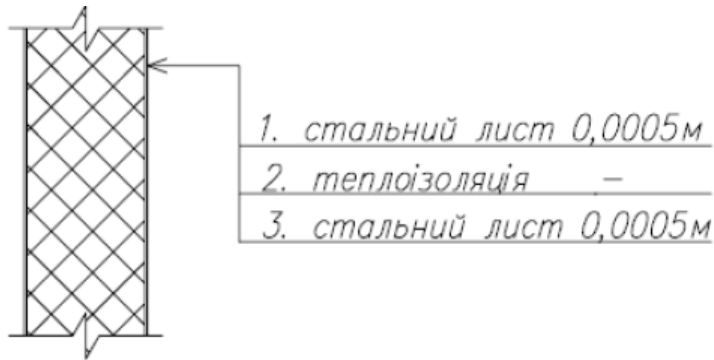 1. стальний лист 0,0005м
2. теплоізоляція –
3. стальний лист 0,0005м